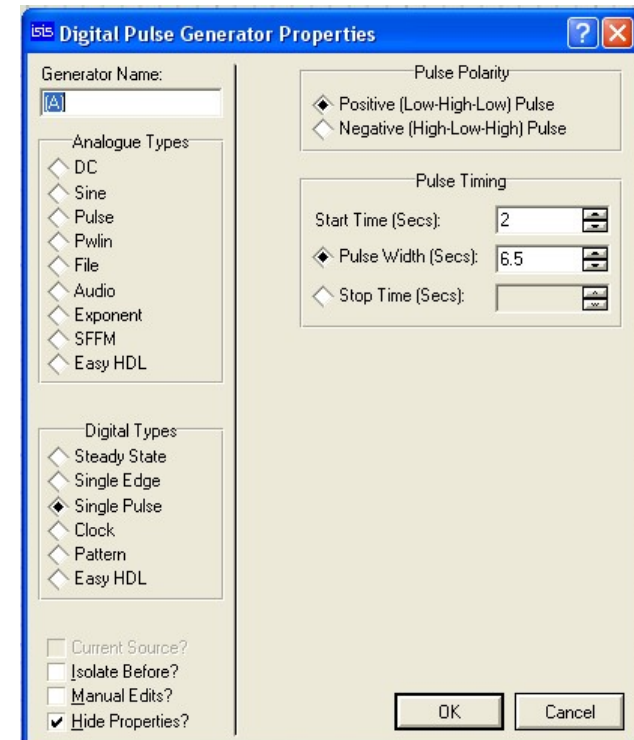 isis Digital Pulse Generator Properties
Generator Name:
(A)
Analogue Types
DC
Sine
Pulse
Pwlin
File
Audio
Exponent
SFFM
Easy HDL
Digital Types
Steady State
Single Edge
Single Pulse
Clock
Pattern
Easy HDL
Current Source?
Isolate Before?
Manual Edits?
Hide Properties?
Pulse Polarity
Positive (Low-High-Low) Pulse
Negative (High-Low-High) Pulse
Pulse Timing
Start Time (Secs): 2
Pulse Width (Secs): 6.5
Stop Time (Secs):
OK Cancel